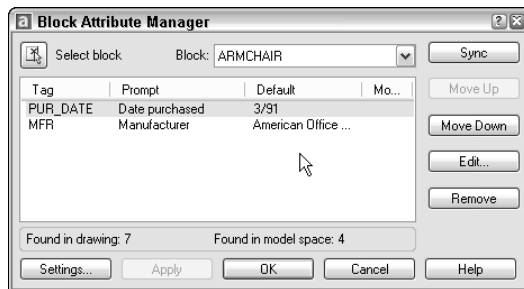 a Block Attribute Manager
Select block Block: ARMCHAIR Sync
Tag Prompt Default Mo... Move Up
PUR_DATE Date purchased 3/91
MFR Manufacturer American Office ... Move Down
Edit...
Remove
Found in drawing: 7 Found in model space: 4
Settings... Apply OK Cancel Help